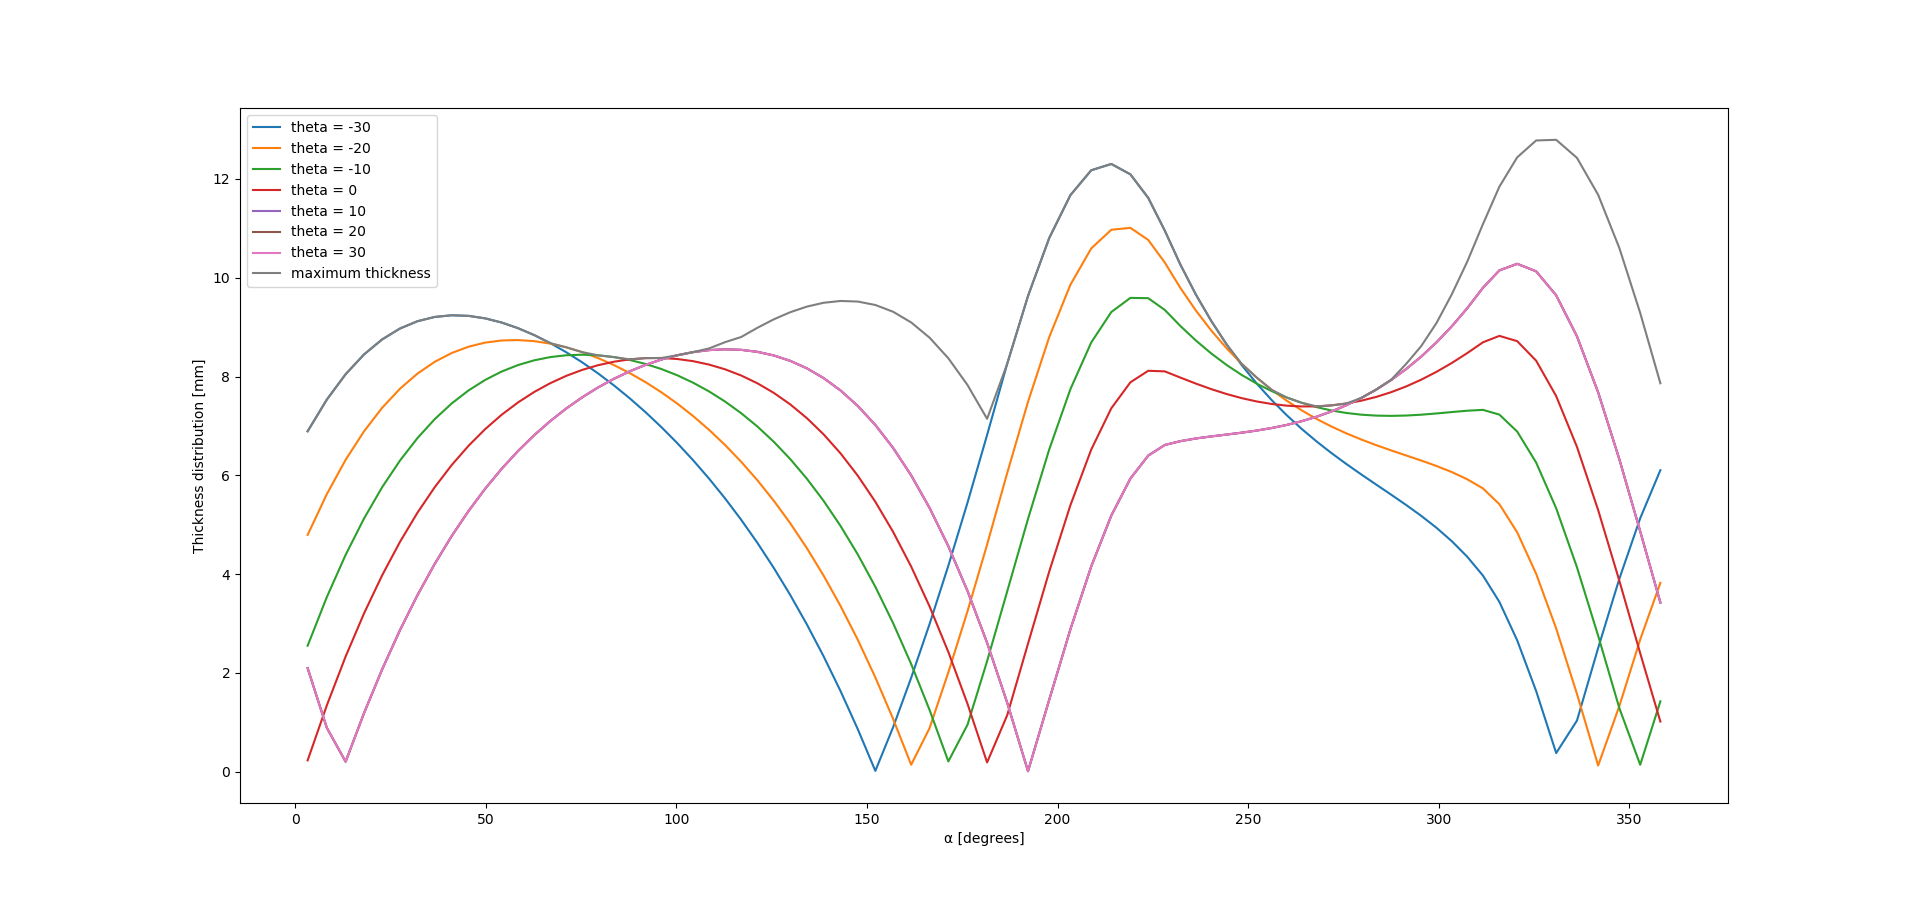 theta = -30
theta = -20
theta = -10
theta = 0
theta = 10
theta = 20
theta = 30
maximum thickness
Thickness distribution [mm]
12
10
8
6
4
2
0
0 50 100 150 200 250 300 350
α [degrees]